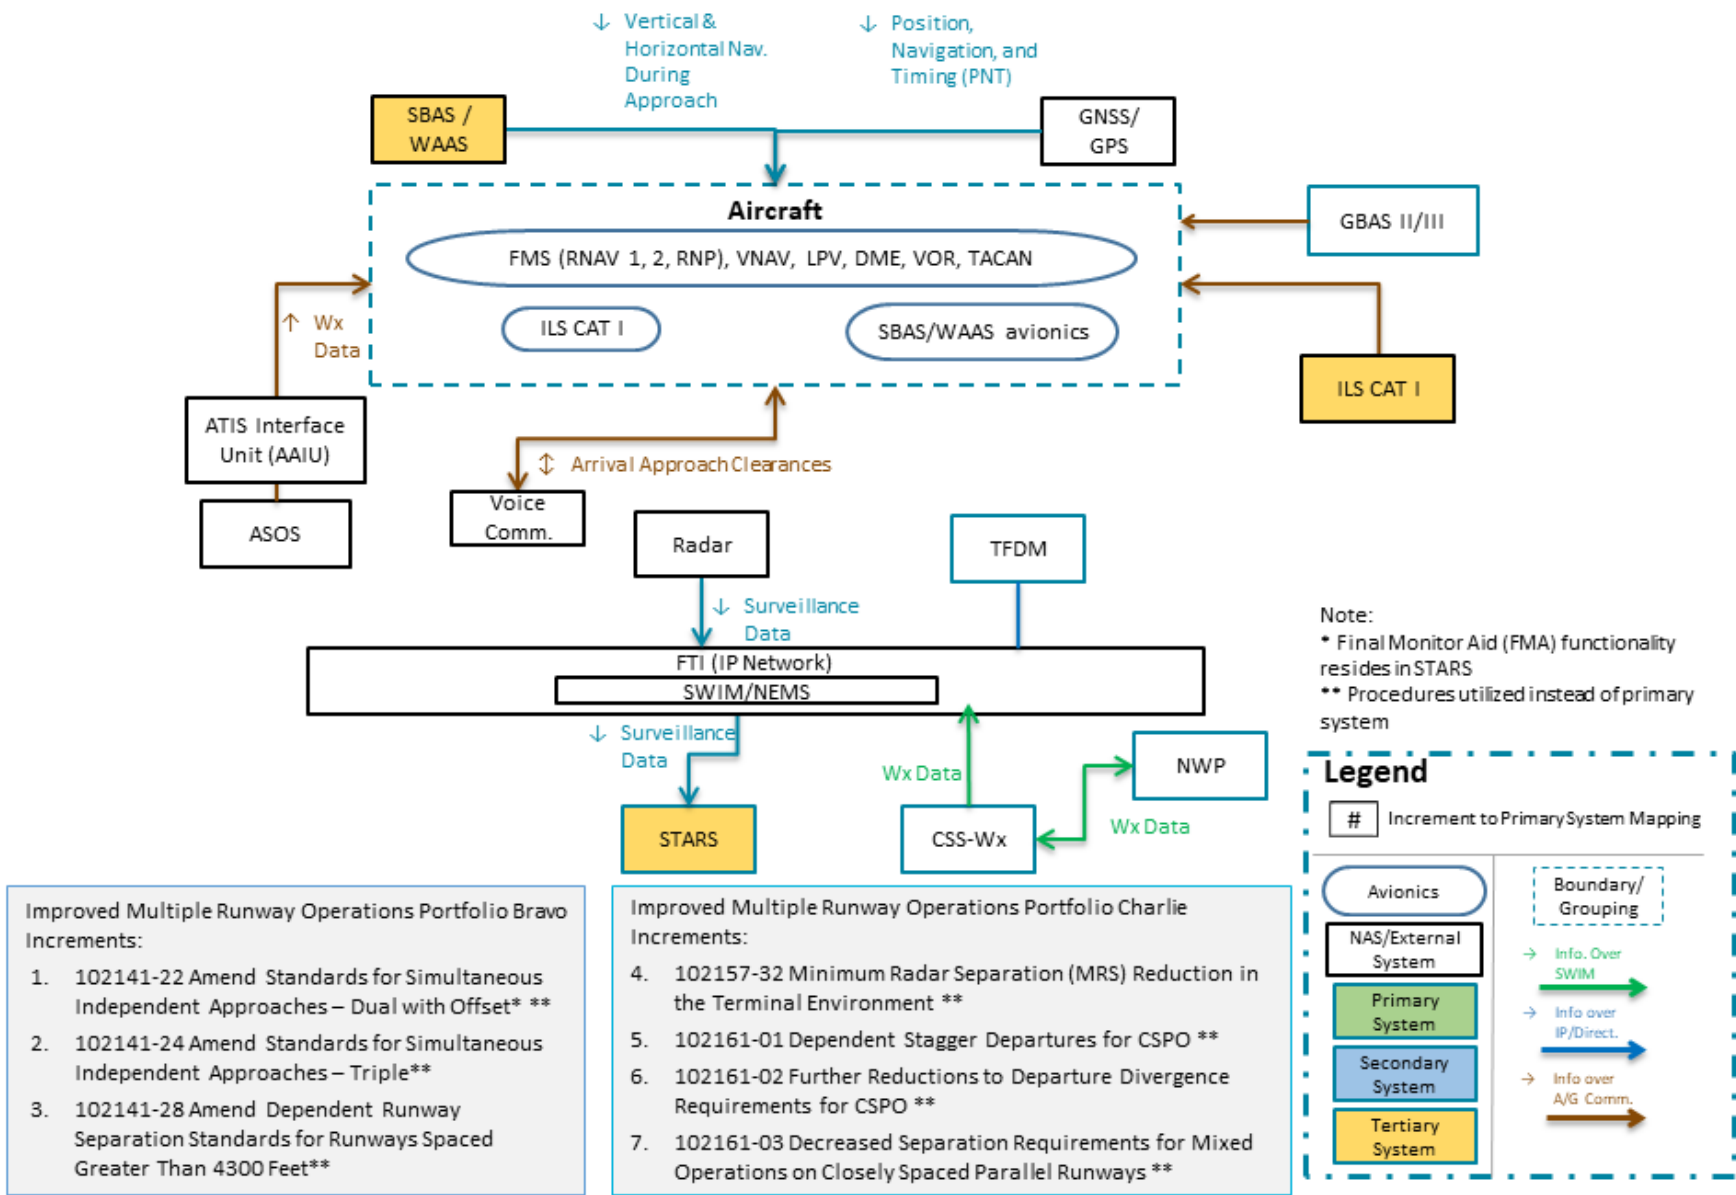 ↓ Vertical &
Horizontal Nav.
During
Approach
↓ Position,
Navigation, and
Timing (PNT)
SBAS /
WAAS
GNSS/
GPS
Aircraft
FMS (RNAV 1, 2, RNP), VNAV, LPV, DME, VOR, TACAN
ILS CAT I
SBAS/WAAS avionics
GBAS II/III
ILS CAT I
↑ Wx
Data
ATIS Interface
Unit (AAIU)
ASOS
↕ Arrival Approach Clearances
Voice
Comm.
Radar
TFDM
↓ Surveillance
Data
FTI (IP Network)
SWIM/NEMS
↓ Surveillance
Data
STARS
Wx Data
CSS-Wx
NWP
Wx Data
Note:
* Final Monitor Aid (FMA) functionality
resides in STARS
** Procedures utilized instead of primary
system
Legend
# Increment to Primary System Mapping
Avionics
NAS/External
System
Primary
System
Secondary
System
Tertiary
System
Boundary/
Grouping
→ Info. Over
SWIM
→ Info over
IP/Direct.
→ Info over
A/G Comm.
Improved Multiple Runway Operations Portfolio Bravo
Increments:
1. 102141-22 Amend Standards for Simultaneous
Independent Approaches – Dual with Offset* **
2. 102141-24 Amend Standards for Simultaneous
Independent Approaches – Triple**
3. 102141-28 Amend Dependent Runway
Separation Standards for Runways Spaced
Greater Than 4300 Feet**
Improved Multiple Runway Operations Portfolio Charlie
Increments:
4. 102157-32 Minimum Radar Separation (MRS) Reduction in
the Terminal Environment **
5. 102161-01 Dependent Stagger Departures for CSPO **
6. 102161-02 Further Reductions to Departure Divergence
Requirements for CSPO **
7. 102161-03 Decreased Separation Requirements for Mixed
Operations on Closely Spaced Parallel Runways **